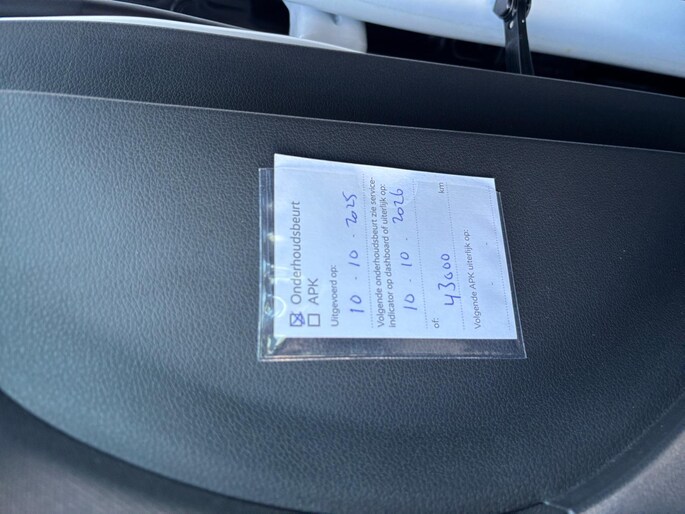 ☒ Onderhoudsbeurt
☐ APK
Uitgevoerd op:
10 . 10 . 2025
Volgende onderhoudsbeurt zie service-
indicator op dashboard of uiterlijk op:
10 . 10 . 2026
of: 43000 km
Volgende APK uiterlijk op: